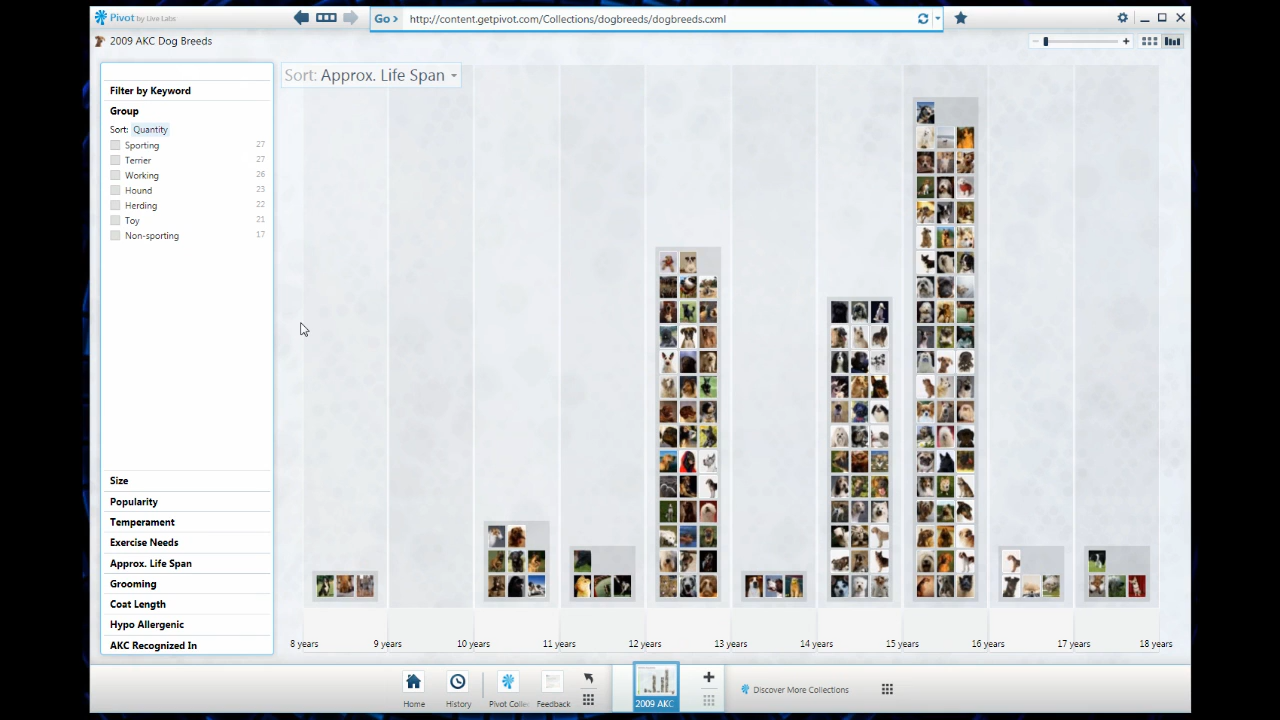 Pivot by Live Labs
Go > http://content.getpivot.com/Collections/dogbreeds/dogbreeds.cxml
2009 AKC Dog Breeds
Sort: Approx. Life Span
Filter by Keyword
Group
Sort: Quantity
Sporting 27
Terrier 27
Working 26
Hound 23
Herding 22
Toy 21
Non-sporting 17
Size
Popularity
Temperament
Exercise Needs
Approx. Life Span
Grooming
Coat Length
Hypo Allergenic
AKC Recognized In
8 years 9 years 10 years 11 years 12 years 13 years 14 years 15 years 16 years 17 years 18 years
Home History Pivot Collec Feedback 2009 AKC Discover More Collections